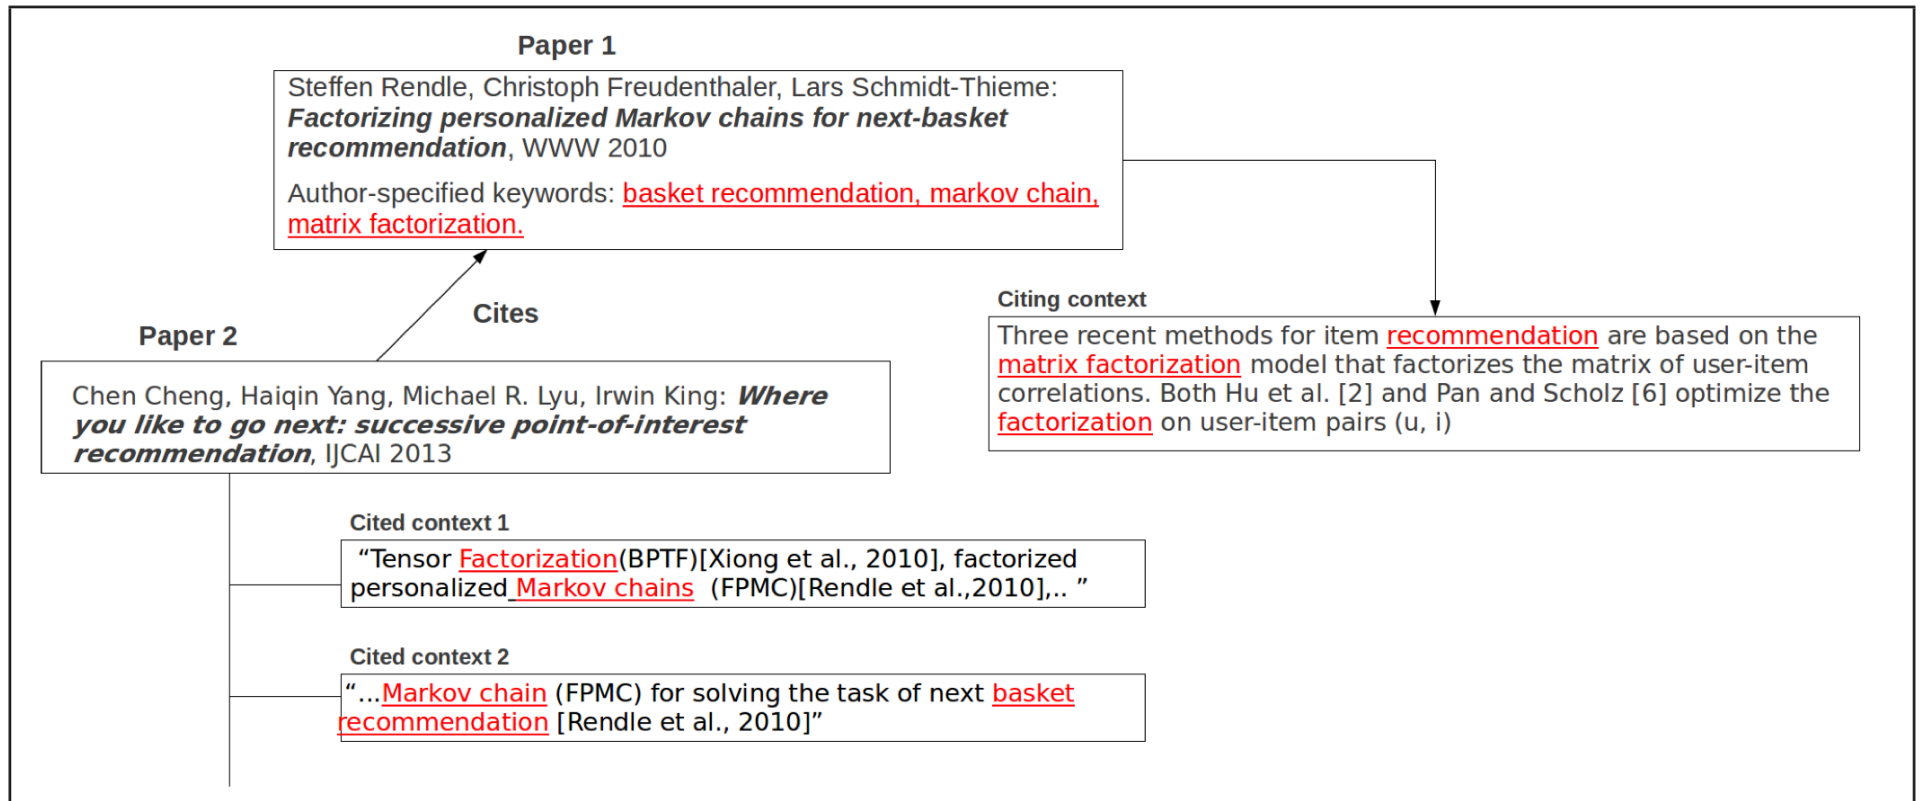 Paper 1
Steffen Rendle, Christoph Freudenthaler, Lars Schmidt-Thieme:
Factorizing personalized Markov chains for next-basket
recommendation, WWW 2010
Author-specified keywords: basket recommendation, markov chain,
matrix factorization.
Cites
Paper 2
Chen Cheng, Haiqin Yang, Michael R. Lyu, Irwin King: Where
you like to go next: successive point-of-interest
recommendation, IJCAI 2013
Citing context
Three recent methods for item recommendation are based on the
matrix factorization model that factorizes the matrix of user-item
correlations. Both Hu et al. [2] and Pan and Scholz [6] optimize the
factorization on user-item pairs (u, i)
Cited context 1
“Tensor Factorization(BPTF)[Xiong et al., 2010], factorized
personalized Markov chains (FPMC)[Rendle et al.,2010],.. ”
Cited context 2
“...Markov chain (FPMC) for solving the task of next basket
recommendation [Rendle et al., 2010]”